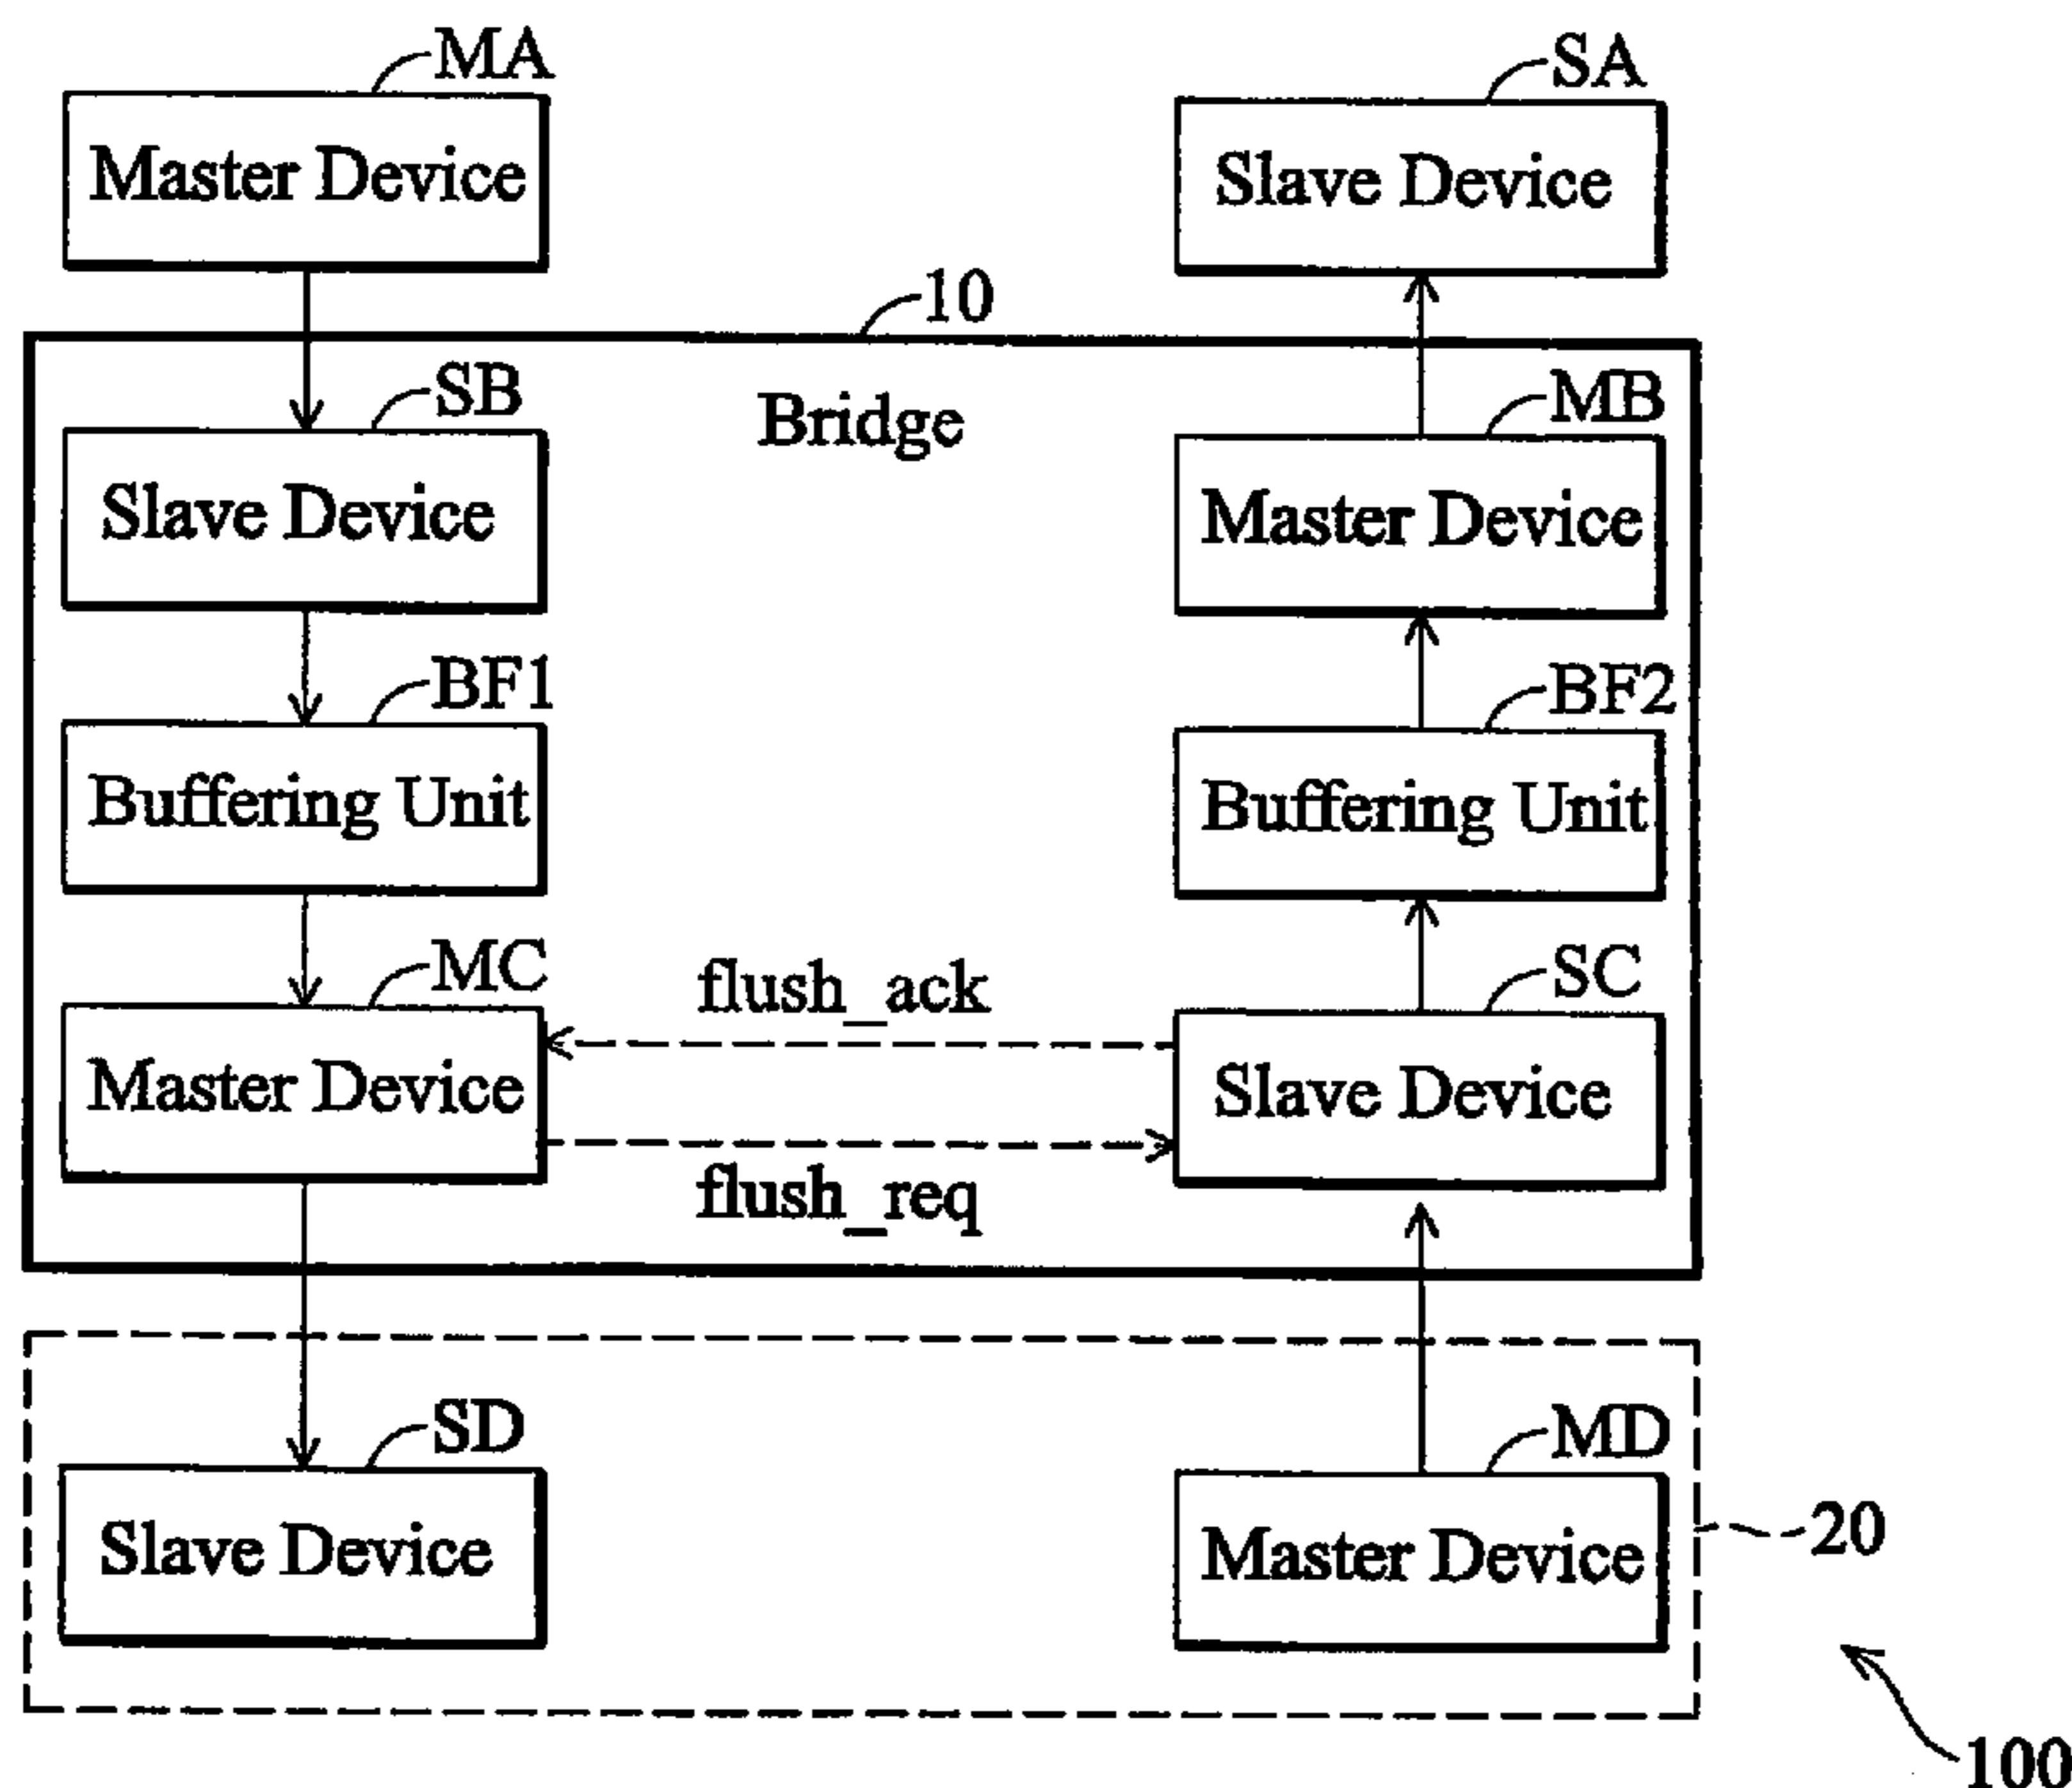 MA
SA
Master Device
Slave Device
10
Bridge
SB
MB
Slave Device
Master Device
BF1
BF2
Buffering Unit
Buffering Unit
MC
SC
flush_ack
Master Device
Slave Device
flush_req
SD
MD
Slave Device
Master Device
20
100